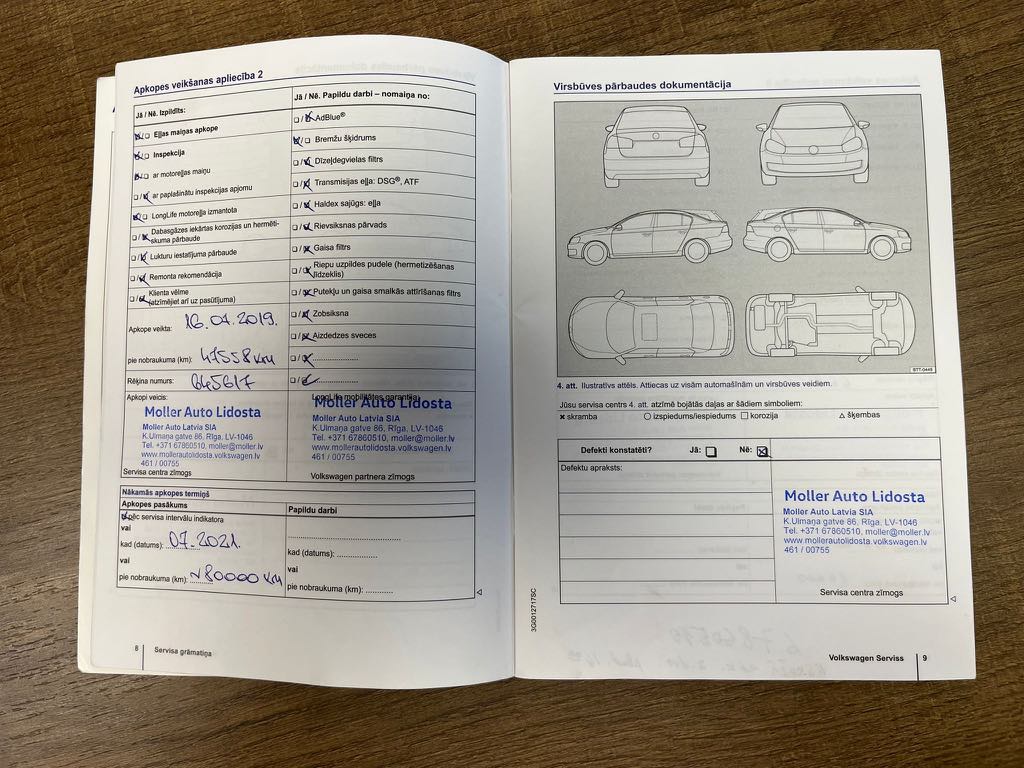 Apkopes veikšanas apliecība 2
Jā / Nē. Izpildīts:
Eļļas maiņas apkope
Inspekcija
ar motoreļļas maiņu
ar paplašinātu inspekcijas apjomu
LongLife motoreļļa izmantota
Dabasgāzes iekārtas korozijas un hermēti-
skuma pārbaude
Lukturu iestatījuma pārbaude
Remonta rekomendācija
Klienta vēlme
(atzīmējiet arī uz pasūtījuma)
Apkope veikta: 16.07.2019.
pie nobraukuma (km): 47558 km
Rēķina numurs: 645617
Apkopi veicis:
Moller Auto Lidosta
Moller Auto Latvia SIA
K.Ulmaņa gatve 86, Rīga, LV-1046
Tel. +371 67860510, moller@moller.lv
www.mollerautolidosta.volkswagen.lv
461 / 00755
Servisa centra zīmogs
Jā / Nē. Papildu darbi – nomaiņa no:
AdBlue®
Bremžu šķidrums
Dīzeļdegvielas filtrs
Transmisijas eļļa: DSG®, ATF
Haldex sajūgs: eļļa
Rievsiksnas pārvads
Gaisa filtrs
Riepu uzpildes pudele (hermetizēšanas
līdzeklis)
Putekļu un gaisa smalkās attīrīšanas filtrs
Zobsiksna
Aizdedzes sveces
LongLife mobilitātes garantija
Moller Auto Lidosta
Moller Auto Latvia SIA
K.Ulmaņa gatve 86, Rīga, LV-1046
Tel. +371 67860510, moller@moller.lv
www.mollerautolidosta.volkswagen.lv
461 / 00755
Volkswagen partnera zīmogs
Nākamās apkopes termiņš
Apkopes pasākums
pēc servisa intervālu indikatora
vai
kad (datums): 07.2021.
vai
pie nobraukuma (km): ~80000 km
Papildu darbi
kad (datums): ............
vai
pie nobraukuma (km): ............
8 Servisa grāmatiņa
Virsbūves pārbaudes dokumentācija
BTT-0449
4. att. Ilustratīvs attēls. Attiecas uz visām automašīnām un virsbūves veidiem.
Jūsu servisa centrs 4. att. atzīmē bojātās daļas ar šādiem simboliem:
× skramba ○ izspiedums/iespiedums □ korozija △ šķembas
Defekti konstatēti? Jā: Nē:
Defektu apraksts:
Moller Auto Lidosta
Moller Auto Latvia SIA
K.Ulmaņa gatve 86, Rīga, LV-1046
Tel. +371 67860510, moller@moller.lv
www.mollerautolidosta.volkswagen.lv
461 / 00755
Servisa centra zīmogs
3G0012717SC
Volkswagen Serviss 9